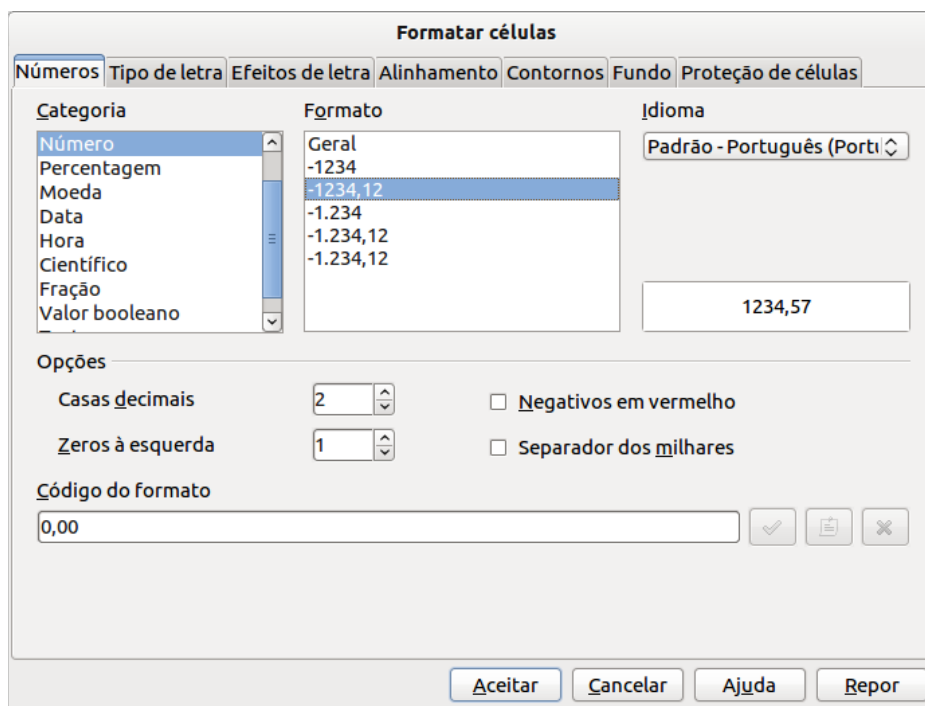 Formatar células
Números Tipo de letra Efeitos de letra Alinhamento Contornos Fundo Proteção de células
Categoria
Número
Percentagem
Moeda
Data
Hora
Científico
Fração
Valor booleano
Formato
Geral
-1234
-1234,12
-1.234
-1.234,12
-1.234,12
Idioma
Padrão - Português (Portu
1234,57
Opções
Casas decimais 2
Negativos em vermelho
Zeros à esquerda 1
Separador dos milhares
Código do formato
0,00
Aceitar Cancelar Ajuda Repor